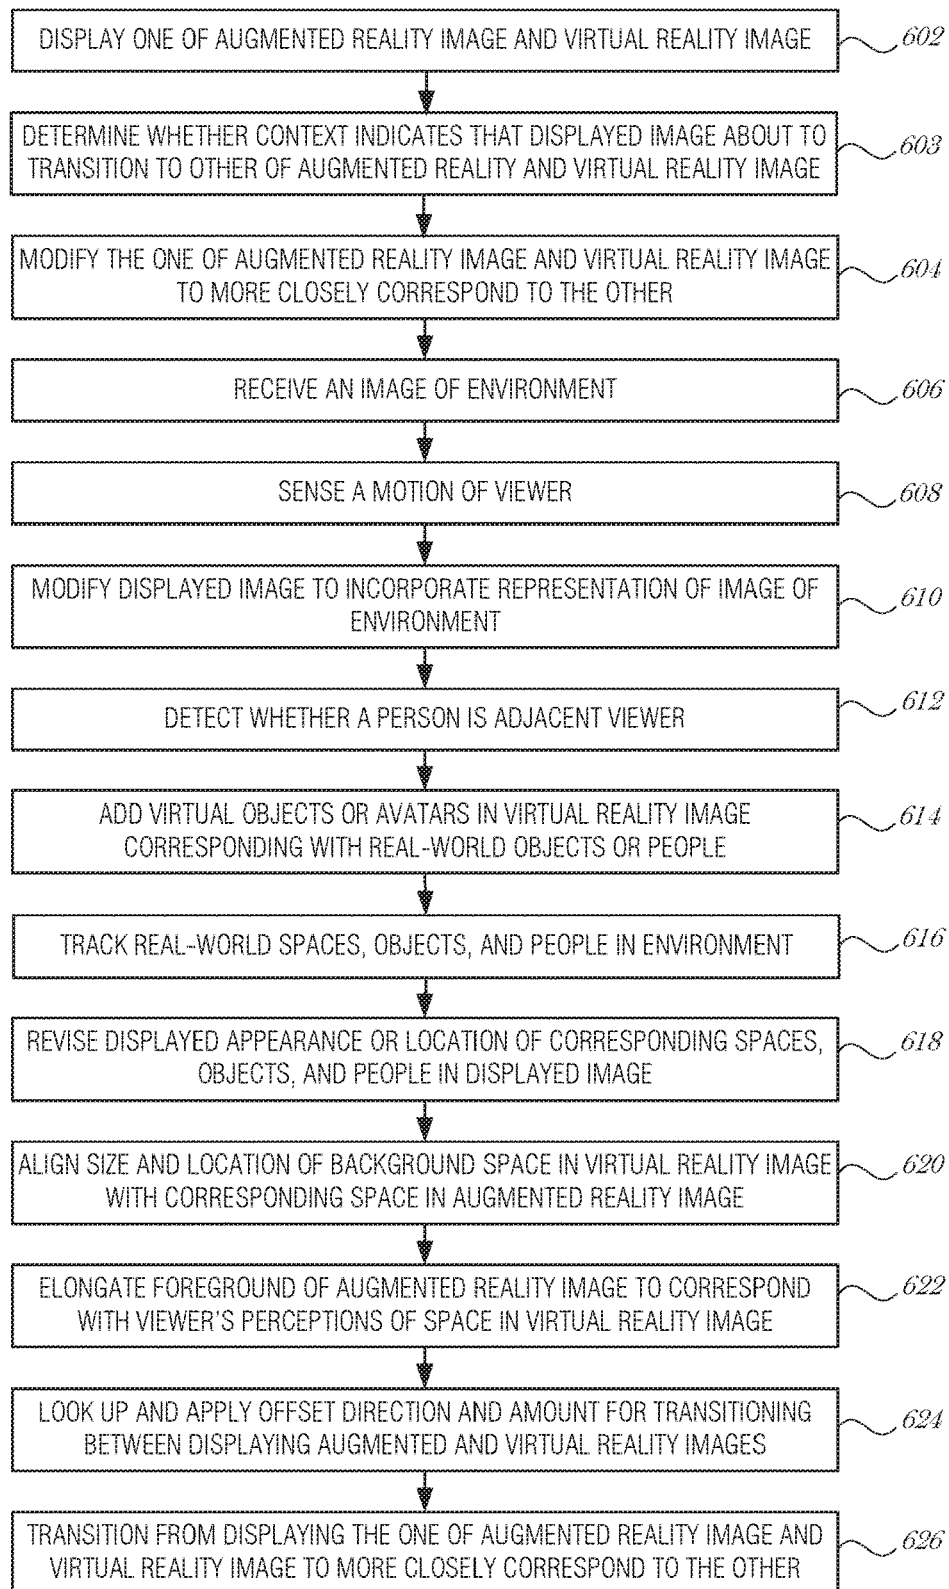 DISPLAY ONE OF AUGMENTED REALITY IMAGE AND VIRTUAL REALITY IMAGE
602
DETERMINE WHETHER CONTEXT INDICATES THAT DISPLAYED IMAGE ABOUT TO
TRANSITION TO OTHER OF AUGMENTED REALITY AND VIRTUAL REALITY IMAGE
603
MODIFY THE ONE OF AUGMENTED REALITY IMAGE AND VIRTUAL REALITY IMAGE
TO MORE CLOSELY CORRESPOND TO THE OTHER
604
RECEIVE AN IMAGE OF ENVIRONMENT
606
SENSE A MOTION OF VIEWER
608
MODIFY DISPLAYED IMAGE TO INCORPORATE REPRESENTATION OF IMAGE OF
ENVIRONMENT
610
DETECT WHETHER A PERSON IS ADJACENT VIEWER
612
ADD VIRTUAL OBJECTS OR AVATARS IN VIRTUAL REALITY IMAGE
CORRESPONDING WITH REAL-WORLD OBJECTS OR PEOPLE
614
TRACK REAL-WORLD SPACES, OBJECTS, AND PEOPLE IN ENVIRONMENT
616
REVISE DISPLAYED APPEARANCE OR LOCATION OF CORRESPONDING SPACES,
OBJECTS, AND PEOPLE IN DISPLAYED IMAGE
618
ALIGN SIZE AND LOCATION OF BACKGROUND SPACE IN VIRTUAL REALITY IMAGE
WITH CORRESPONDING SPACE IN AUGMENTED REALITY IMAGE
620
ELONGATE FOREGROUND OF AUGMENTED REALITY IMAGE TO CORRESPOND
WITH VIEWER'S PERCEPTIONS OF SPACE IN VIRTUAL REALITY IMAGE
622
LOOK UP AND APPLY OFFSET DIRECTION AND AMOUNT FOR TRANSITIONING
BETWEEN DISPLAYING AUGMENTED AND VIRTUAL REALITY IMAGES
624
TRANSITION FROM DISPLAYING THE ONE OF AUGMENTED REALITY IMAGE AND
VIRTUAL REALITY IMAGE TO MORE CLOSELY CORRESPOND TO THE OTHER
626